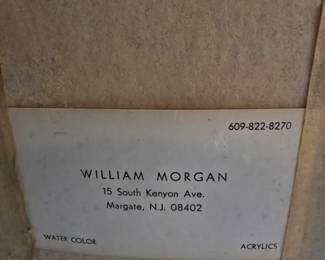 609-822-8270
WILLIAM MORGAN
15 South Kenyon Ave.
Margate, N.J. 08402
WATER COLOR ACRYLICS